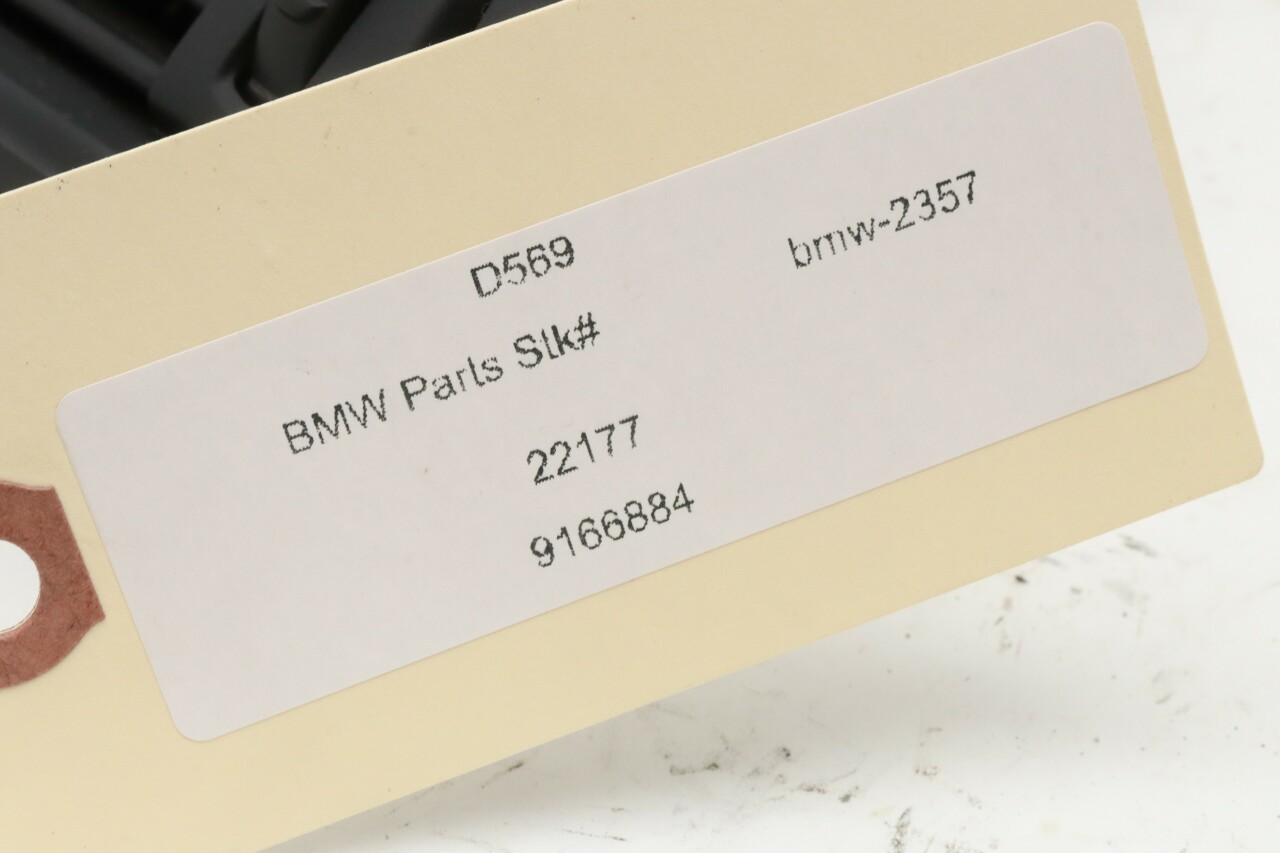 D569
bmw-2357
BMW Parts Stk#
22177
9166884